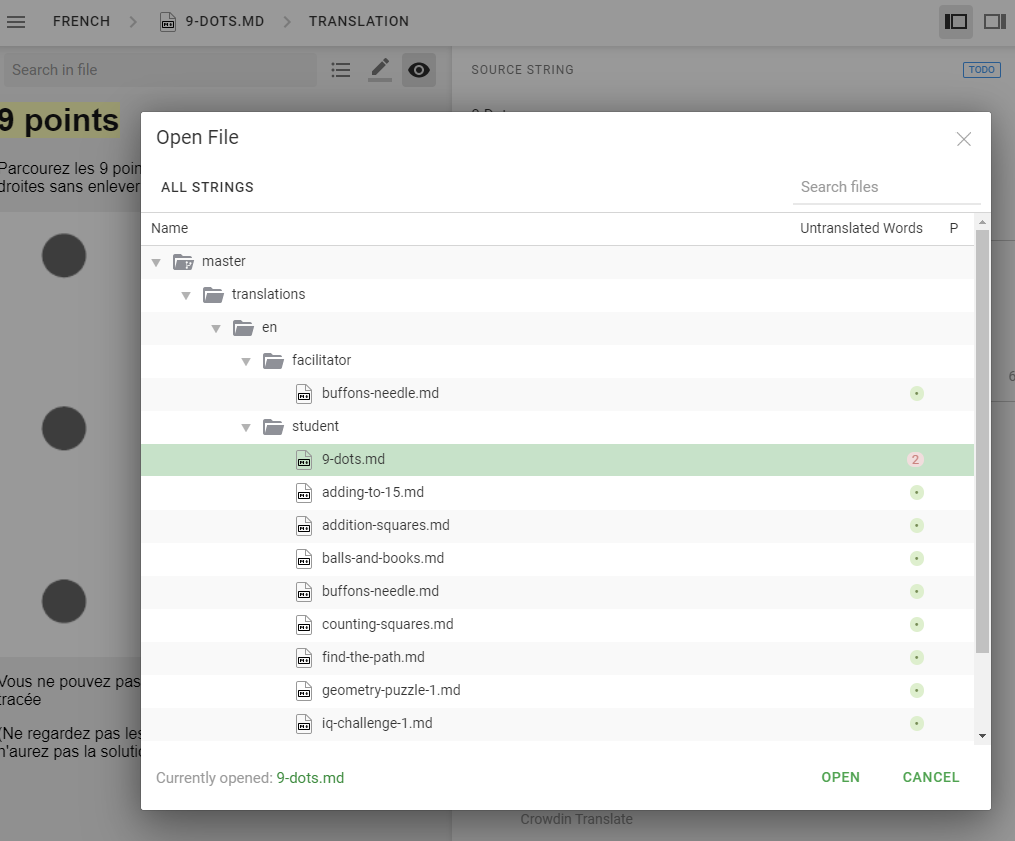 FRENCH
9-DOTS.MD
TRANSLATION
Search in file
SOURCE STRING
TODO
9 points
Parcourez les 9 poin
droites sans enlever
Open File
ALL STRINGS
Search files
Name
Untranslated Words
P
master
translations
en
facilitator
buffons-needle.md
student
9-dots.md
2
adding-to-15.md
addition-squares.md
balls-and-books.md
buffons-needle.md
counting-squares.md
find-the-path.md
geometry-puzzle-1.md
iq-challenge-1.md
Vous ne pouvez pas
tracée
(Ne regardez pas les
n'aurez pas la solutio
Currently opened: 9-dots.md
OPEN
CANCEL
Crowdin Translate